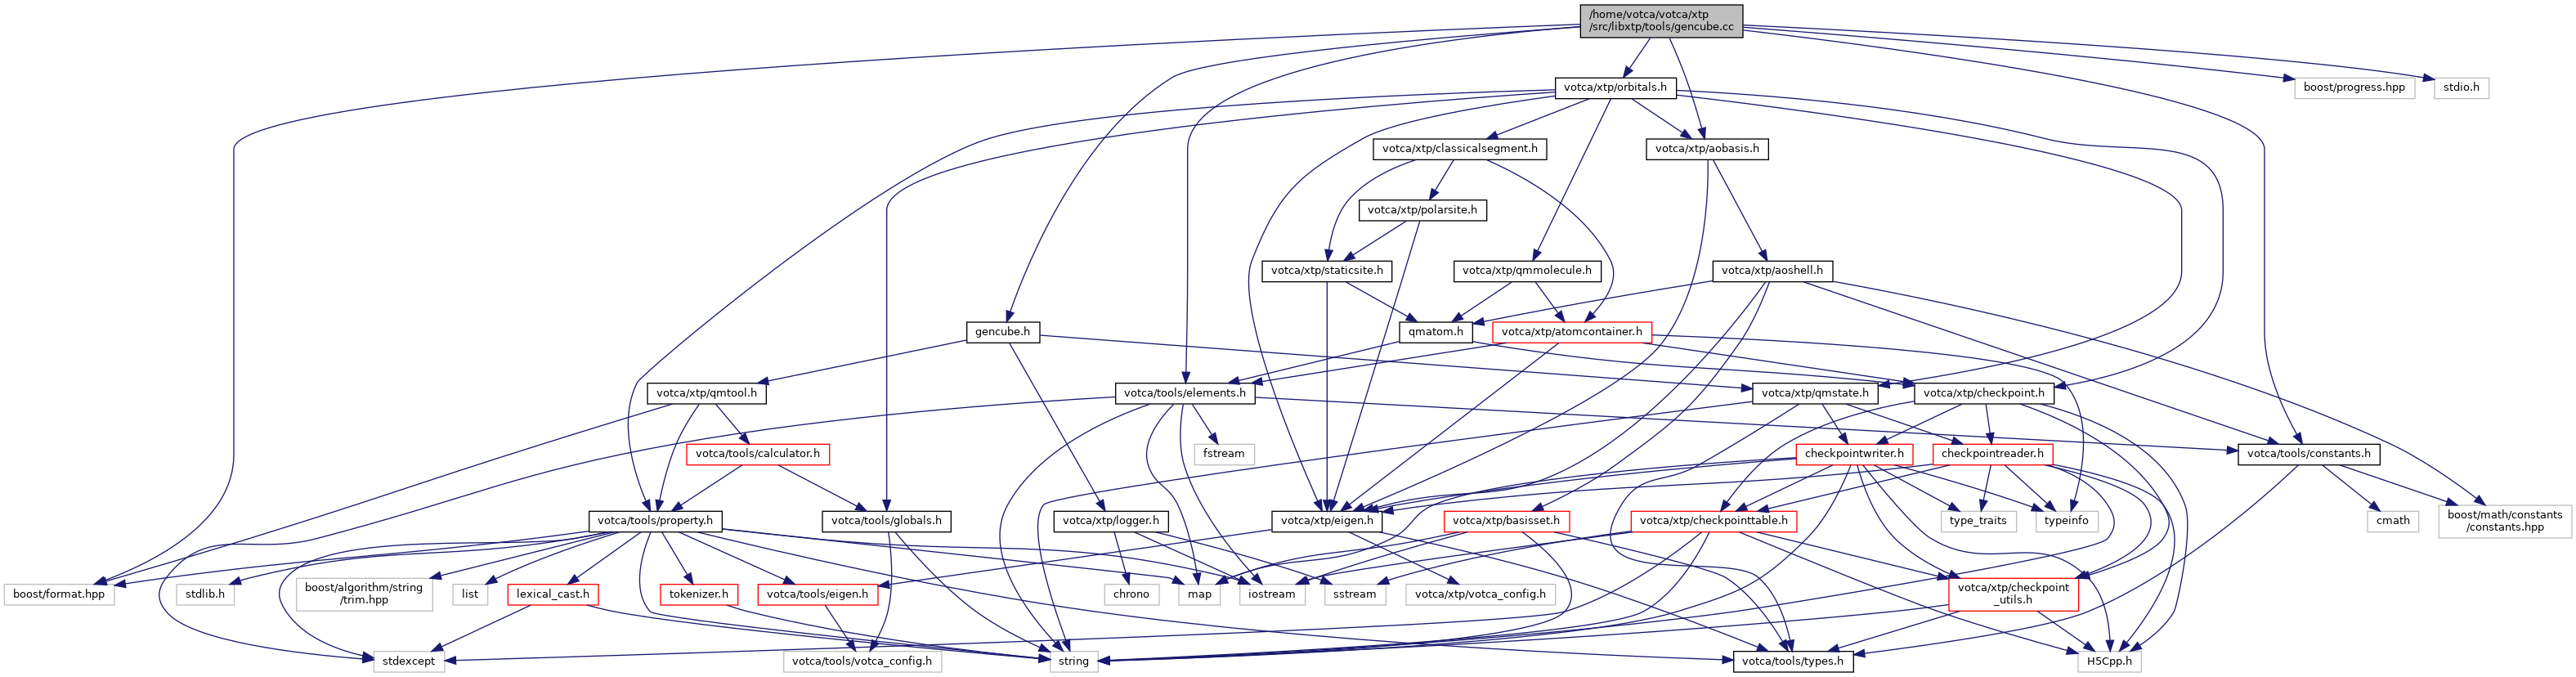 /home/votca/votca/xtp
/src/libxtp/tools/gencube.cc
votca/xtp/orbitals.h
boost/progress.hpp
stdio.h
votca/xtp/classicalsegment.h
votca/xtp/aobasis.h
votca/xtp/polarsite.h
votca/xtp/staticsite.h
votca/xtp/qmmolecule.h
votca/xtp/aoshell.h
gencube.h
qmatom.h
votca/xtp/atomcontainer.h
votca/xtp/qmtool.h
votca/tools/elements.h
votca/xtp/qmstate.h
votca/xtp/checkpoint.h
votca/tools/calculator.h
fstream
checkpointwriter.h
checkpointreader.h
votca/tools/constants.h
votca/tools/property.h
votca/tools/globals.h
votca/xtp/logger.h
votca/xtp/eigen.h
votca/xtp/basisset.h
votca/xtp/checkpointtable.h
type_traits
typeinfo
cmath
boost/math/constants
/constants.hpp
boost/format.hpp
stdlib.h
boost/algorithm/string
/trim.hpp
list
lexical_cast.h
tokenizer.h
votca/tools/eigen.h
chrono
map
iostream
sstream
votca/xtp/votca_config.h
votca/xtp/checkpoint
_utils.h
stdexcept
votca/tools/votca_config.h
string
votca/tools/types.h
H5Cpp.h